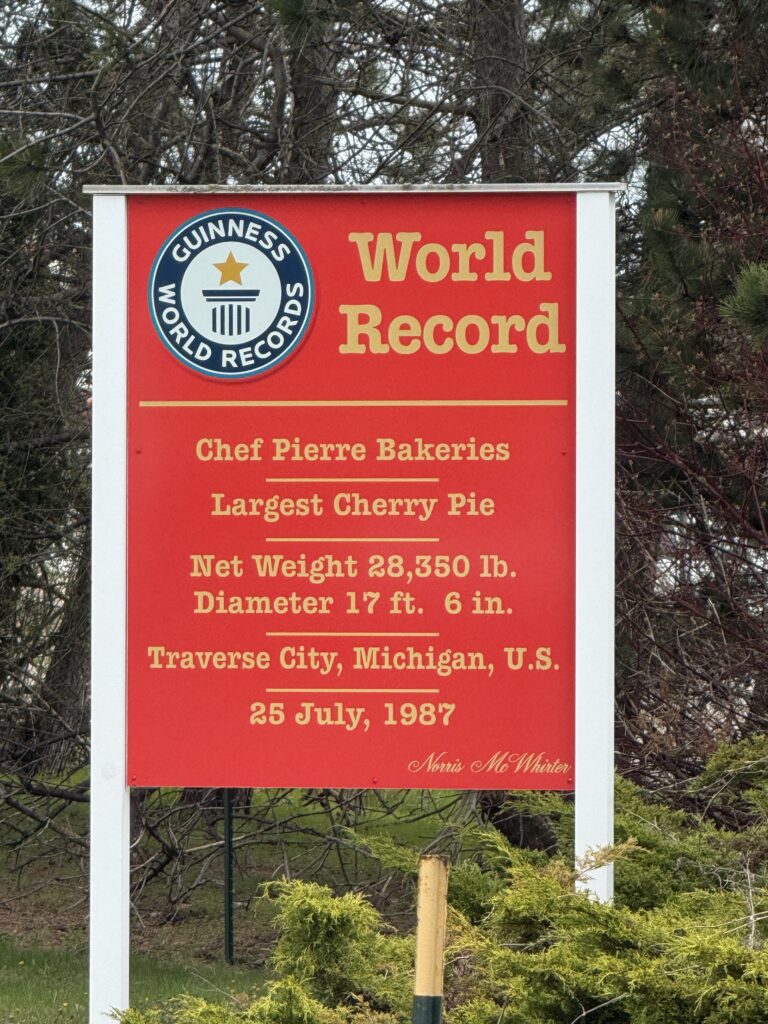 GUINNESS
WORLD RECORDS
World
Record
Chef Pierre Bakeries
Largest Cherry Pie
Net Weight 28,350 lb.
Diameter 17 ft.  6 in.
Traverse City, Michigan, U.S.
25 July, 1987
Norris McWhirter